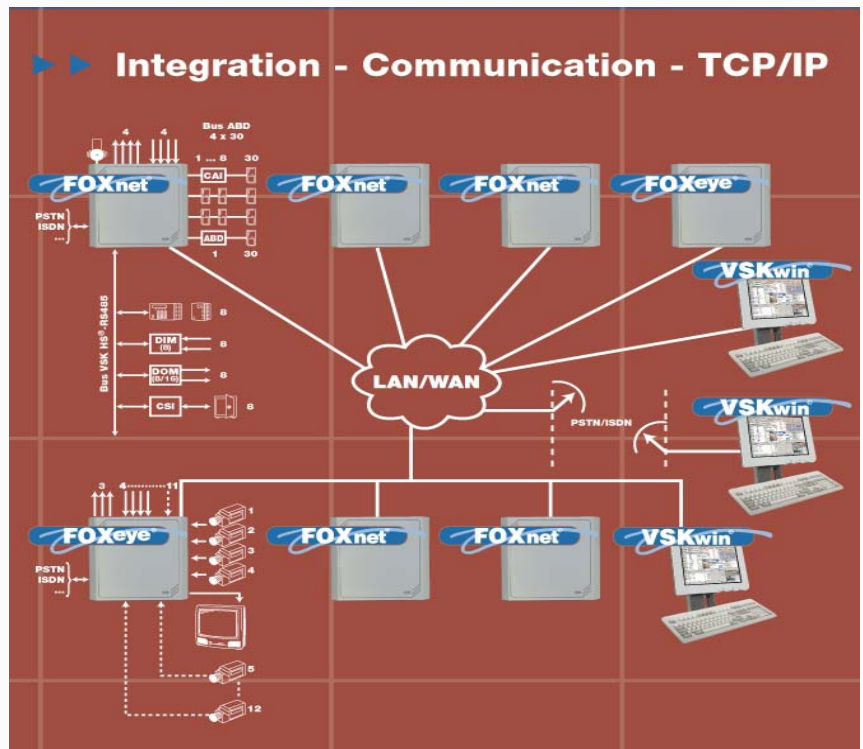 Integration - Communication - TCP/IP
Bus ABD
4 x 30
4 4
1 ... 8 30
CAI
FOXnet®
FOXnet®
FOXnet®
FOXeye®
PSTN
ISDN
...
ABD
1 30
VSKwin®
Bus VSK HS®-RS485
8
DIM
(8)
8
DOM
(8/16)
8
CSI
8
LAN/WAN
PSTN/ISDN
VSKwin®
3 4 11
1
2
3
4
FOXeye®
FOXnet®
FOXnet®
VSKwin®
PSTN
ISDN
...
5
12